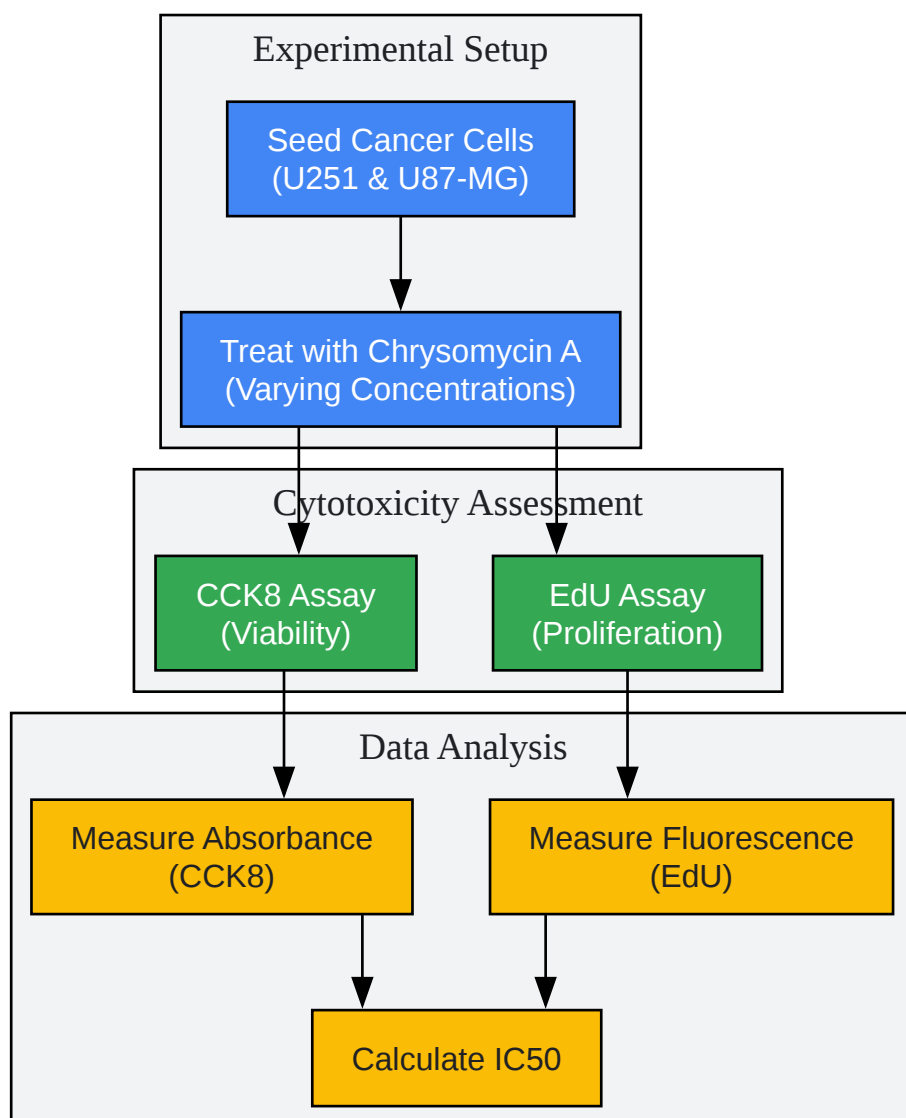 Experimental Setup
Seed Cancer Cells
(U251 & U87-MG)
Treat with Chrysomycin A
(Varying Concentrations)
Cytotoxicity Assessment
CCK8 Assay
(Viability)
EdU Assay
(Proliferation)
Data Analysis
Measure Absorbance
(CCK8)
Measure Fluorescence
(EdU)
Calculate IC50